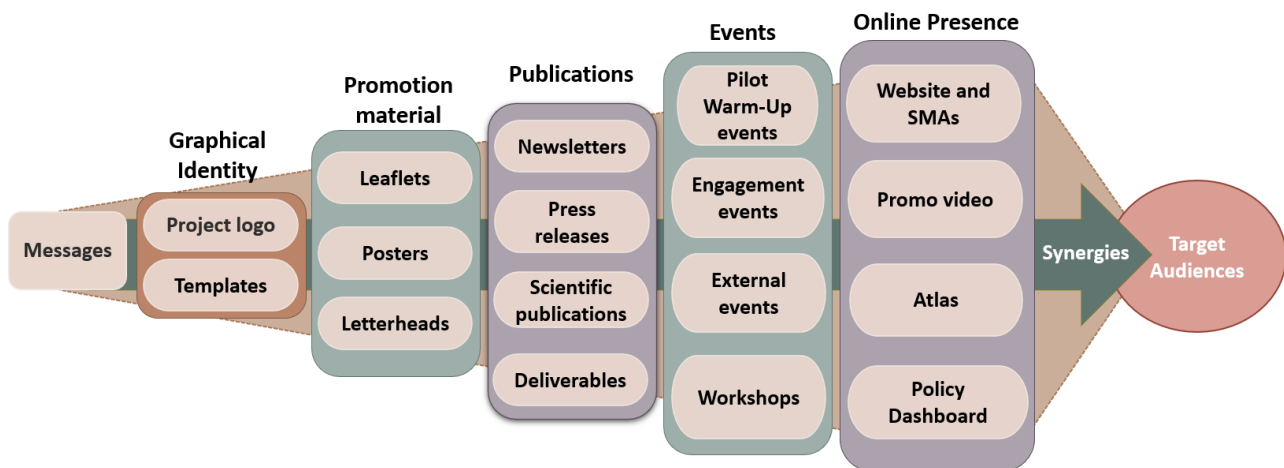 Messages
Graphical
Identity
Project logo
Templates
Promotion
material
Leaflets
Posters
Letterheads
Publications
Newsletters
Press
releases
Scientific
publications
Deliverables
Events
Pilot
Warm-Up
events
Engagement
events
External
events
Workshops
Online Presence
Website and
SMAs
Promo video
Atlas
Policy
Dashboard
Synergies
Target
Audiences